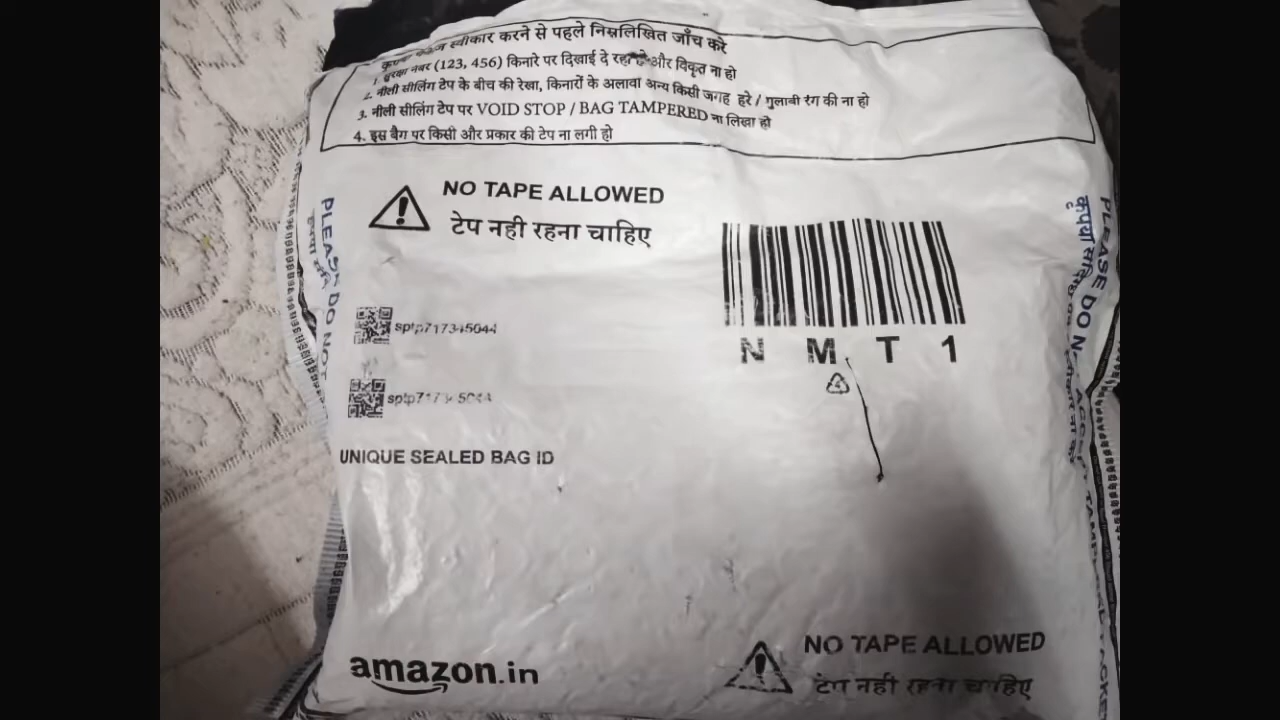 स्वीकार करने से पहले निम्नलिखित जाँच करे
1. सुरक्षा नंबर (123, 456) किनारे पर दिखाई दे रहा और विकृत ना हो
2. नीली सीलिंग टेप के बीच की रेखा, किनारों के अलावा अन्य किसी जगह हरे / गुलाबी रंग की ना हो
3. नीली सीलिंग टेप पर VOID STOP / BAG TAMPERED ना लिखा हो
4. इस बैग पर किसी और प्रकार की टेप ना लगी हो
NO TAPE ALLOWED
टेप नही रहना चाहिए
sptp717345044
UNIQUE SEALED BAG ID
N M T 1
amazon.in
NO TAPE ALLOWED
टेप नही रहना चाहिए
PLEASE DO NOT
PLEASE DO